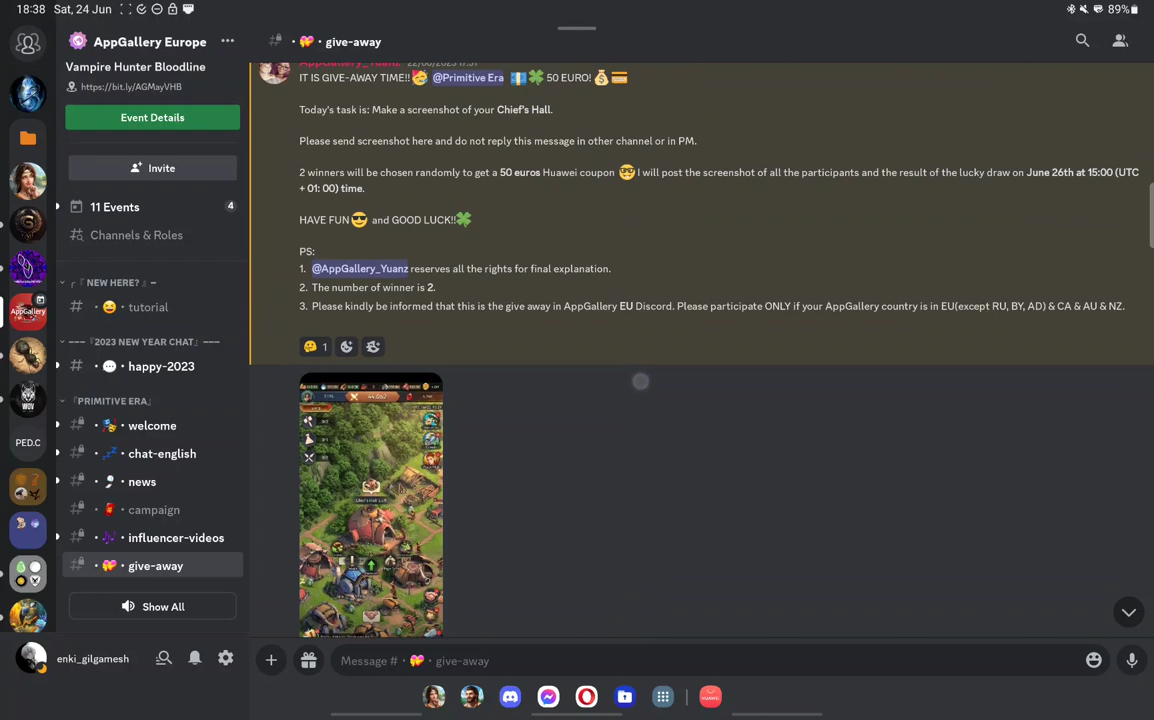 18:38 Sat, 24 Jun 89%
AppGallery Europe
Vampire Hunter Bloodline
https://bit.ly/AGMayVHB
Event Details
Invite
11 Events 4
Channels & Roles
┌『 NEW HERE? 』−
# • 😆 • tutorial
−−−『2023 NEW YEAR CHAT』−−−
# • 💬 • happy-2023
『PRIMITIVE ERA』
# • 🎭 • welcome
# • 💤 • chat-english
• news
# • 🧧 • campaign
# • 🎶 • influencer-videos
# • 💝 • give-away
Show All
enki_gilgamesh
# • 💝 • give-away
AppGallery_Yuanz
IT IS GIVE-AWAY TIME!!🥳 @Primitive Era 💶🍀50 EURO!💰💳
Today's task is: Make a screenshot of your Chief's Hall.
Please send screenshot here and do not reply this message in other channel or in PM.
2 winners will be chosen randomly to get a 50 euros Huawei coupon 🤓I will post the screenshot of all the participants and the result of the lucky draw on June 26th at 15:00 (UTC
+ 01: 00) time.
HAVE FUN😎 and GOOD LUCK!!🍀
PS:
1. @AppGallery_Yuanz reserves all the rights for final explanation.
2. The number of winner is 2.
3. Please kindly be informed that this is the give away in AppGallery EU Discord. Please participate ONLY if your AppGallery country is in EU(except RU, BY, AD) & CA & AU & NZ.
🤔 1
44,062
WOV
PED.C
AppGallery
Message # • 💝 • give-away
HUAWEI